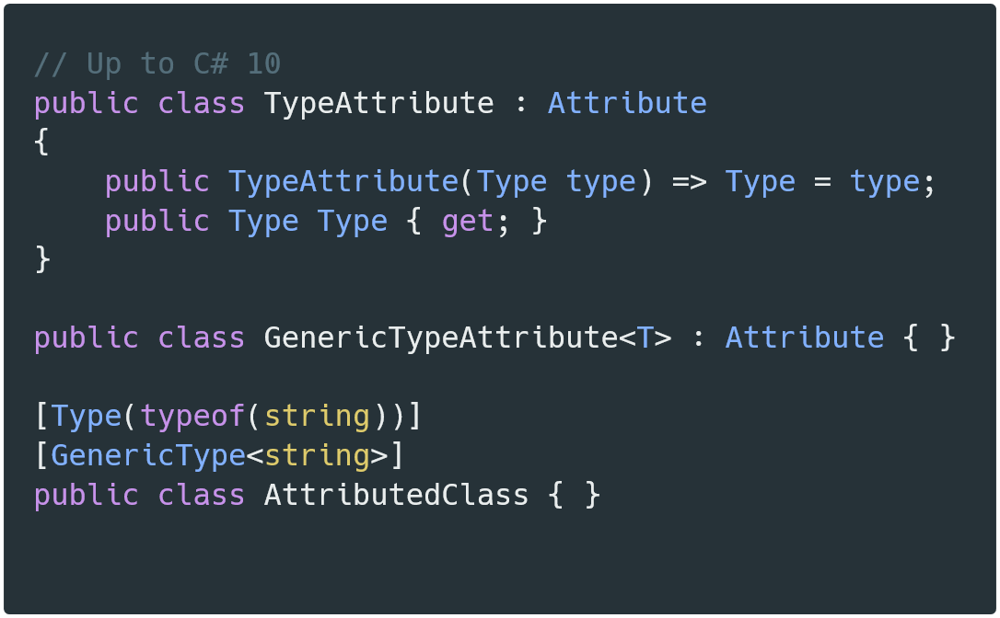 // Up to C# 10
public class TypeAttribute : Attribute
{
    public TypeAttribute(Type type) => Type = type;
    public Type Type { get; }
}

public class GenericTypeAttribute<T> : Attribute { }

[Type(typeof(string))]
[GenericType<string>]
public class AttributedClass { }